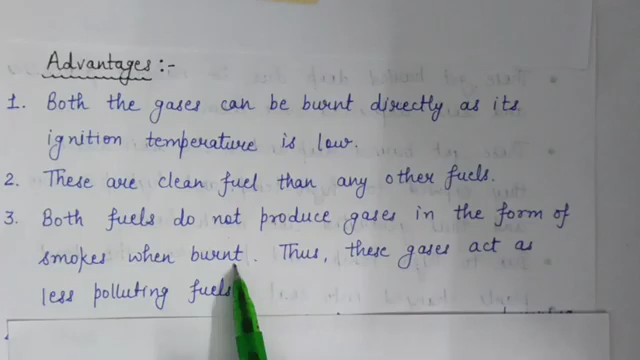 Advantages :-
1. Both the gases can be burnt directly as its
ignition temperature is low.
2. These are clean fuel than any other fuels.
3. Both fuels do not produce gases in the form of
smokes when burnt. Thus, these gases act as
less polluting fuels